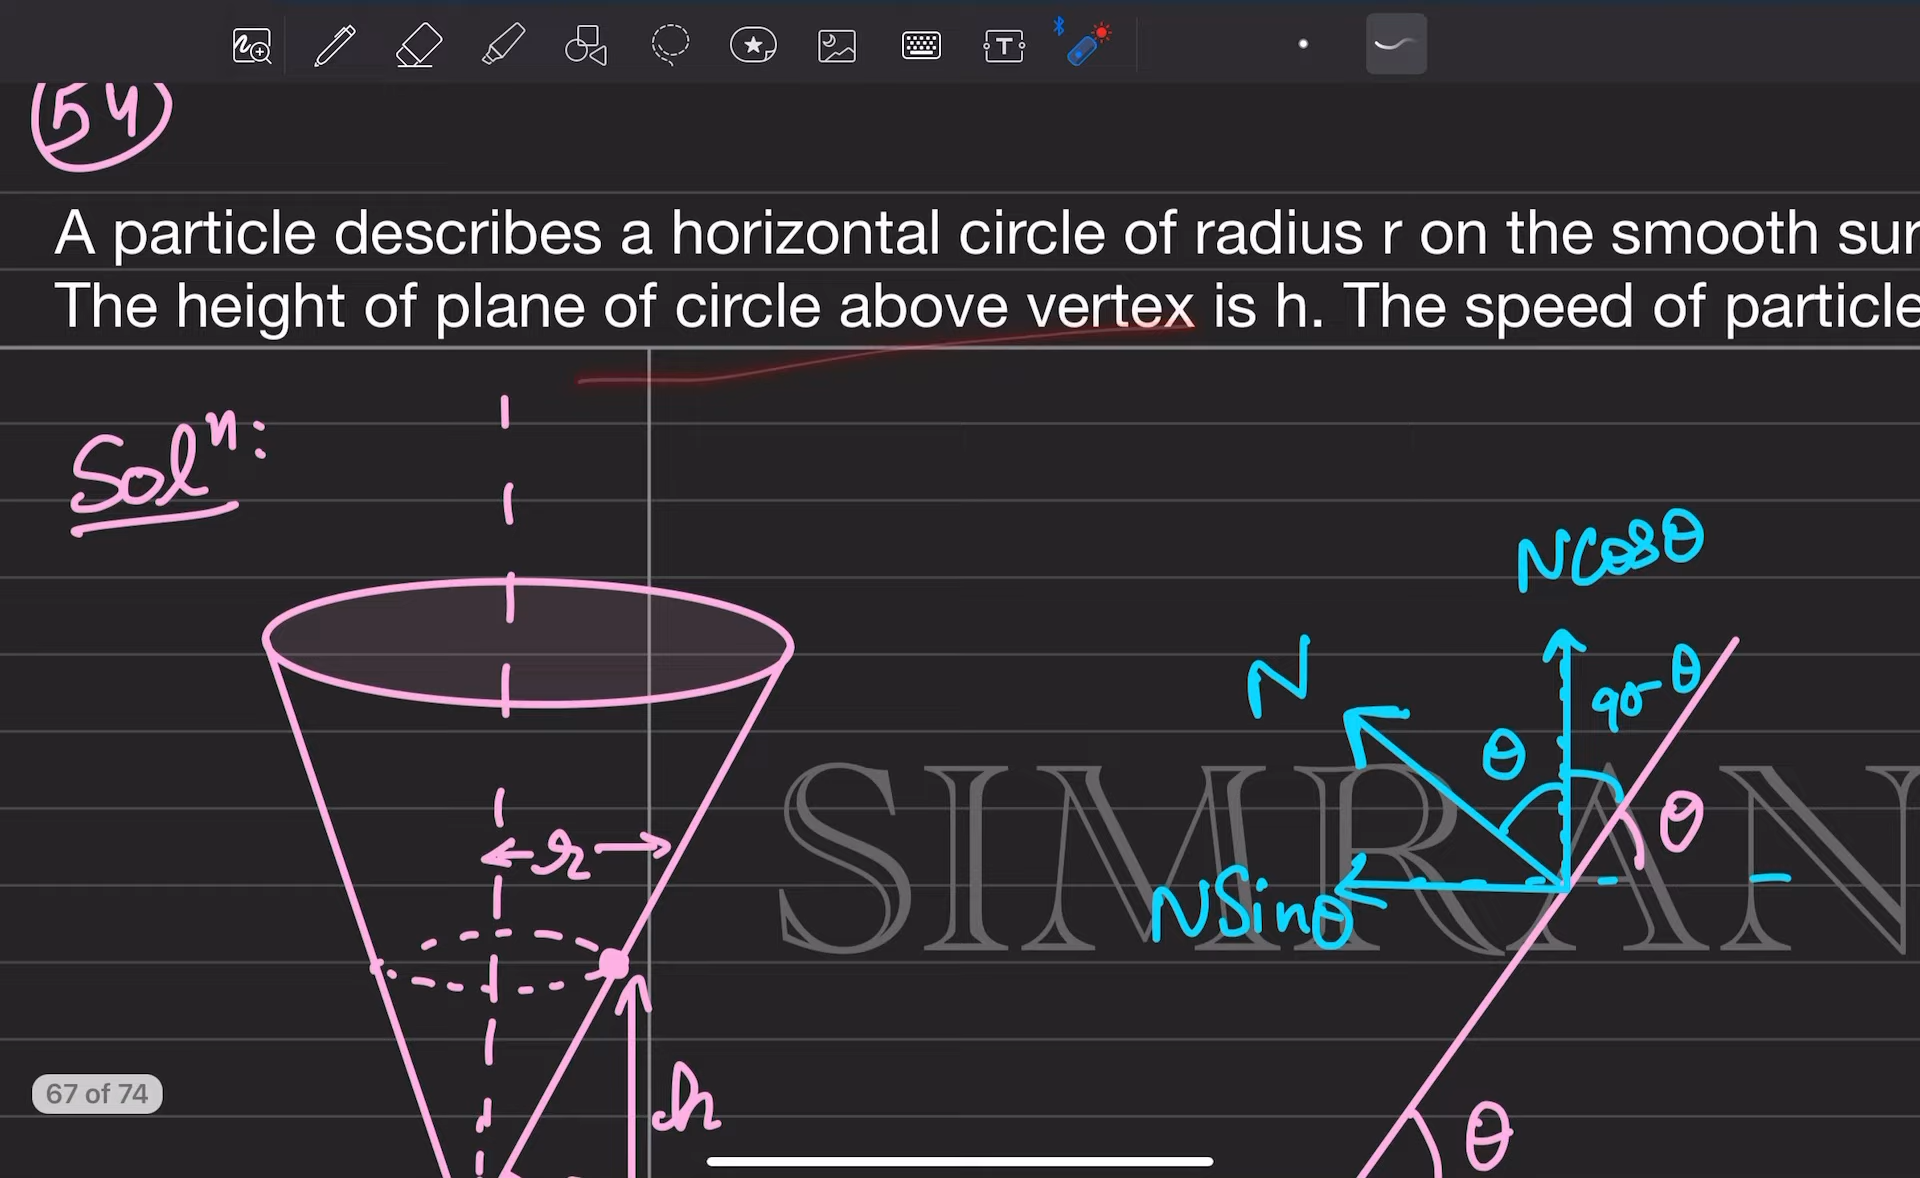 54
A particle describes a horizontal circle of radius r on the smooth sur
The height of plane of circle above vertex is h. The speed of particle
Solⁿ:
NCosθ
N
θ
90-θ
θ
r
SIMRAN
NSinθ
h
θ
67 of 74